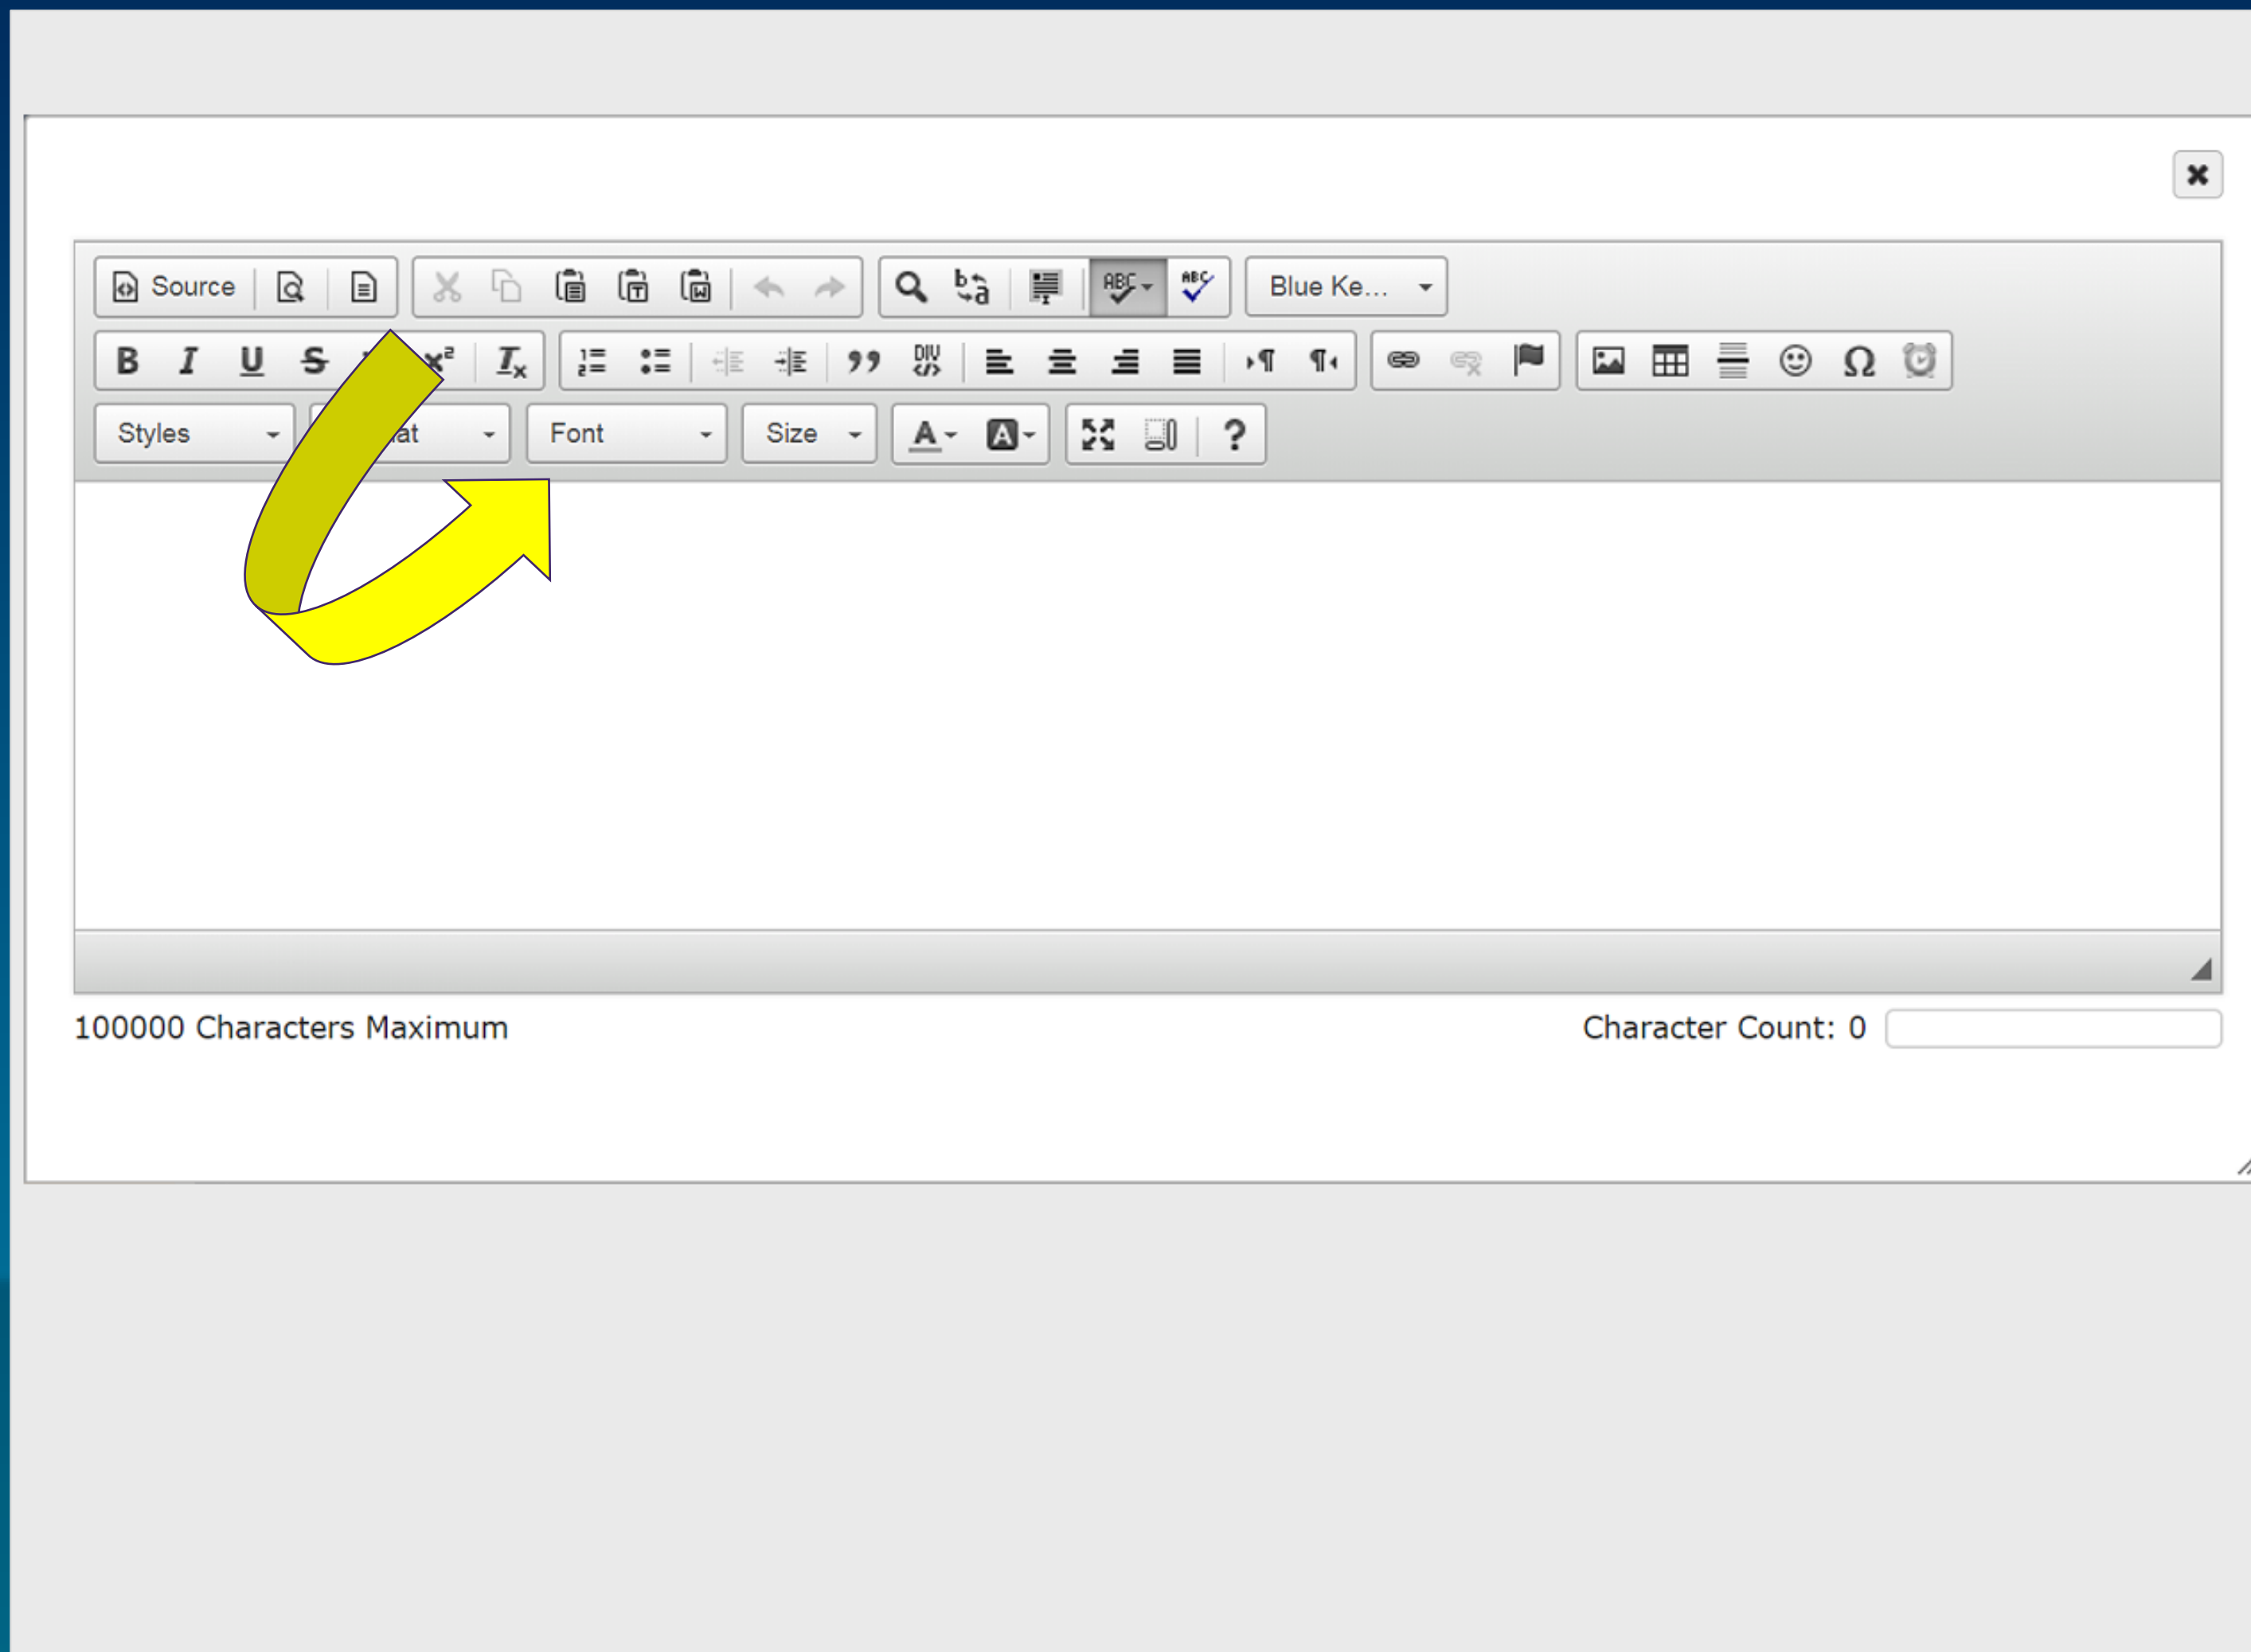 Source Blue Ke...
B I U S x² Tx DIV
Styles Font Size A A ?
100000 Characters Maximum Character Count: 0